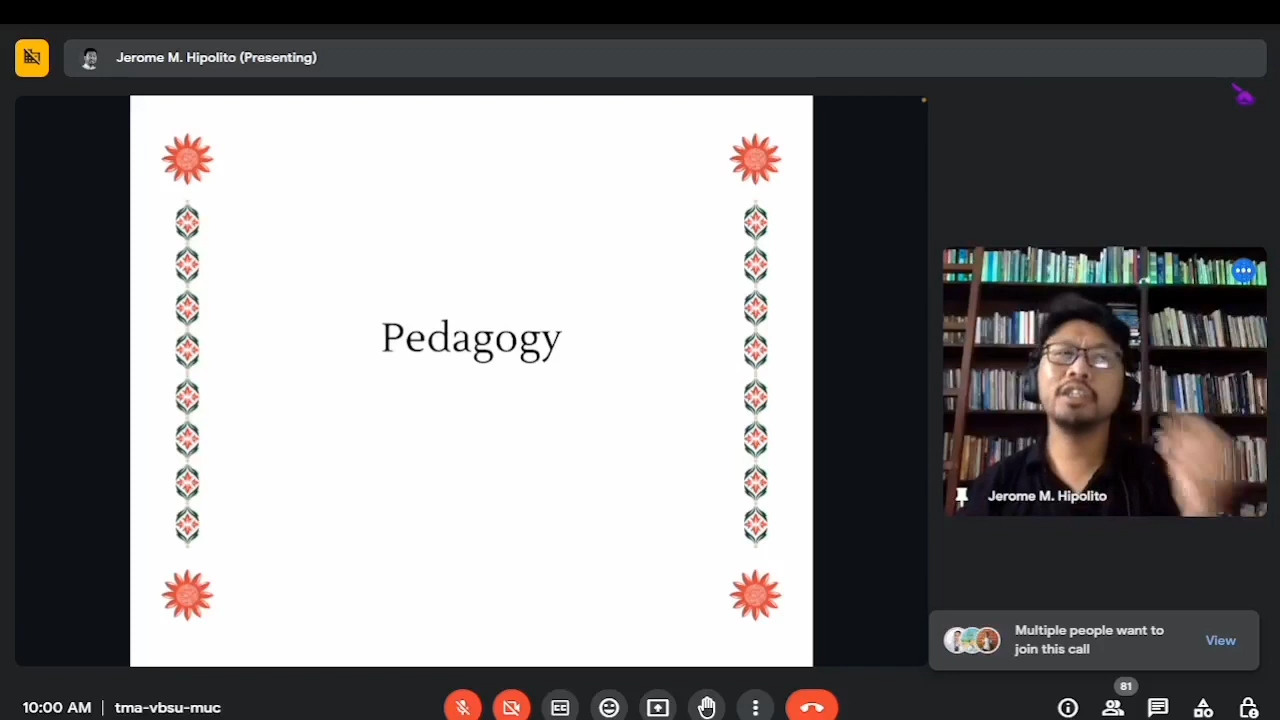 Jerome M. Hipolito (Presenting)
Pedagogy
Jerome M. Hipolito
Multiple people want to
join this call
View
81
10:00 AM | tma-vbsu-muc